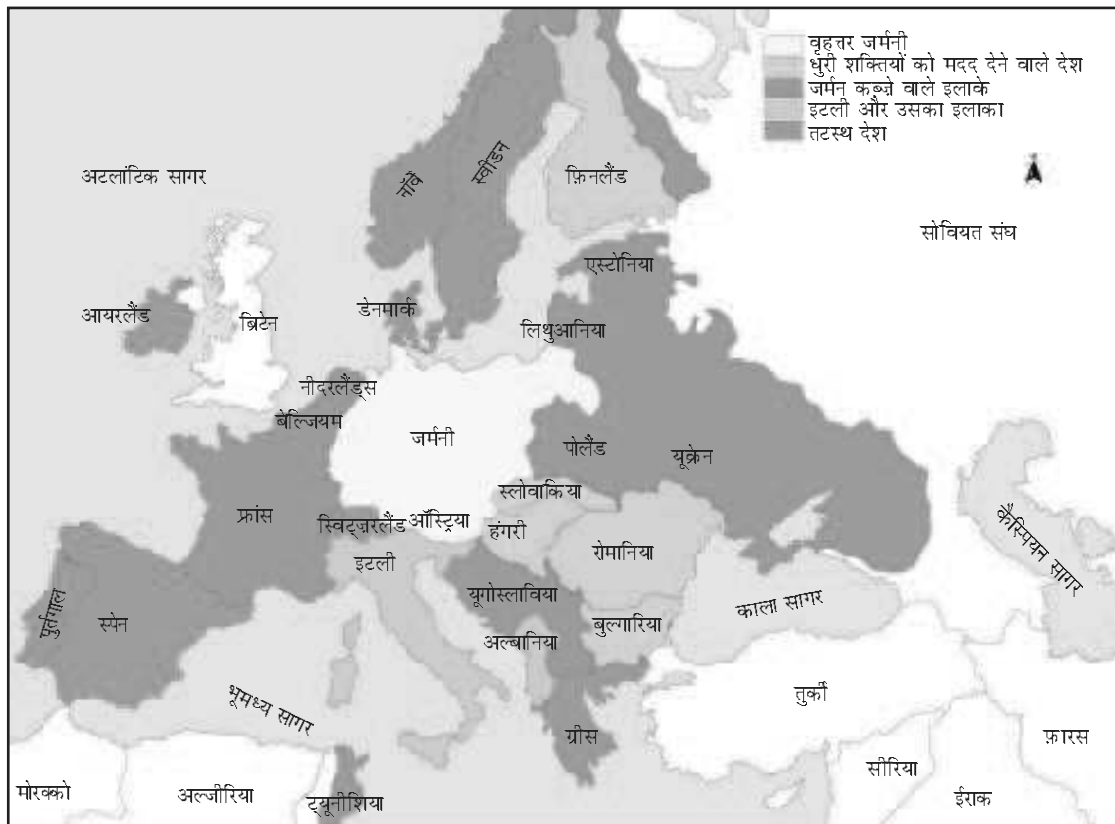 वृहत्तर जर्मनी
धुरी शक्तियों को मदद देने वाले देश
जर्मन कब्ज़े वाले इलाके
इटली और उसका इलाका
तटस्थ देश
अटलांटिक सागर
नॉर्वे
स्वीडन
फ़िनलैंड
सोवियत संघ
एस्टोनिया
आयरलैंड
ब्रिटेन
डेनमार्क
लिथुआनिया
नीदरलैंड्स
बेल्जियम
जर्मनी
पोलैंड
यूक्रेन
स्लोवाकिया
फ्रांस
स्विट्ज़रलैंड
ऑस्ट्रिया
हंगरी
रोमानिया
कैस्पियन सागर
इटली
यूगोस्लाविया
काला सागर
पुर्तगाल
स्पेन
अल्बानिया
बुल्गारिया
भूमध्य सागर
तुर्की
ग्रीस
फ़ारस
सीरिया
मोरक्को
अल्जीरिया
ट्यूनीशिया
ईराक